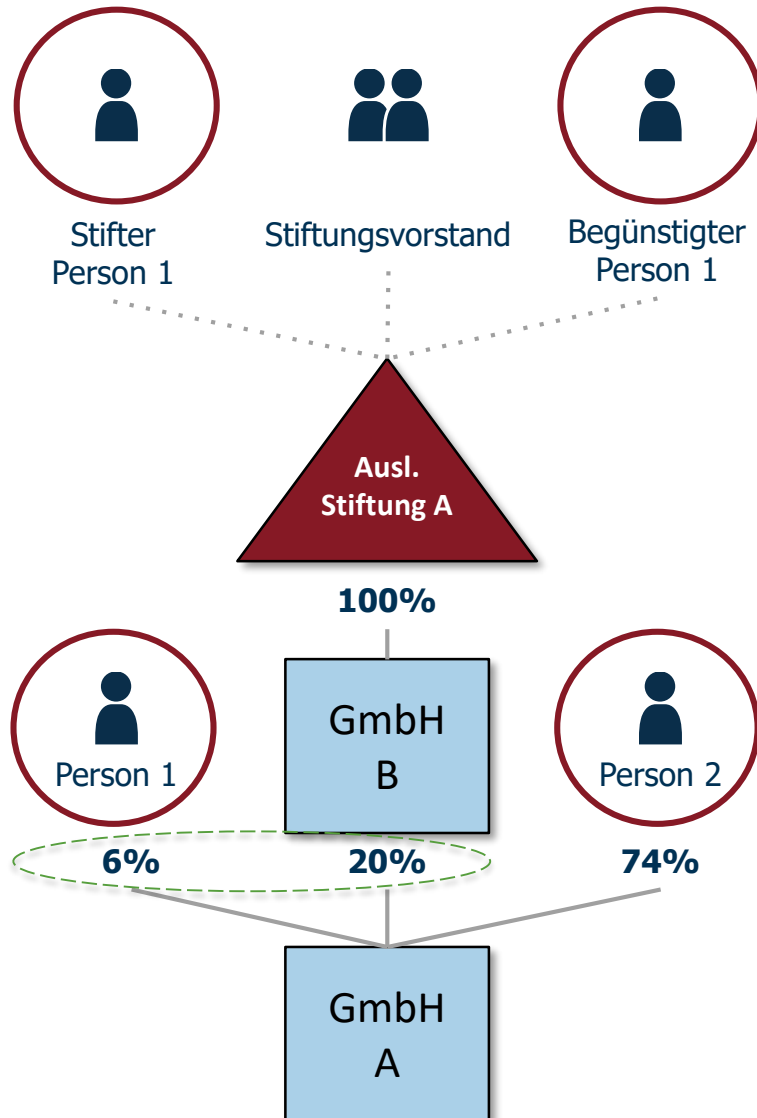 Stifter
Person 1
Stiftungsvorstand
Begünstigter
Person 1
Ausl.
Stiftung A
100%
Person 1
GmbH
B
Person 2
6%
20%
74%
GmbH
A